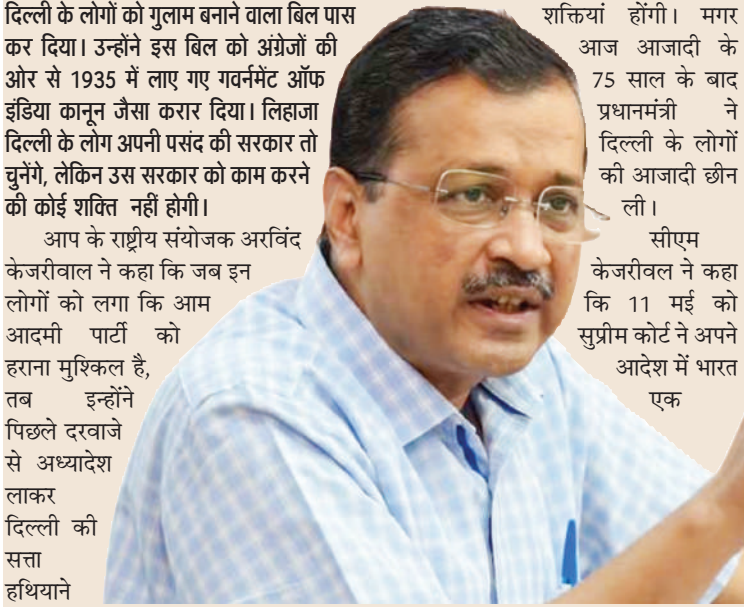 दिल्ली के लोगों को गुलाम बनाने वाला बिल पास
कर दिया। उन्होंने इस बिल को अंग्रेजों की
ओर से 1935 में लाए गए गवर्नमेंट ऑफ
इंडिया कानून जैसा करार दिया। लिहाजा
दिल्ली के लोग अपनी पसंद की सरकार तो
चुनेंगे, लेकिन उस सरकार को काम करने
की कोई शक्ति नहीं होगी।
आप के राष्ट्रीय संयोजक अरविंद
केजरीवाल ने कहा कि जब इन
लोगों को लगा कि आम
आदमी पार्टी को
हराना मुश्किल है,
तब इन्होंने
पिछले दरवाजे
से अध्यादेश
लाकर
दिल्ली की
सत्ता
हथियाने
शक्तियां होंगी। मगर
आज आजादी के
75 साल के बाद
प्रधानमंत्री ने
दिल्ली के लोगों
की आजादी छीन
ली।
सीएम
केजरीवल ने कहा
कि 11 मई को
सुप्रीम कोर्ट ने अपने
आदेश में भारत
एक